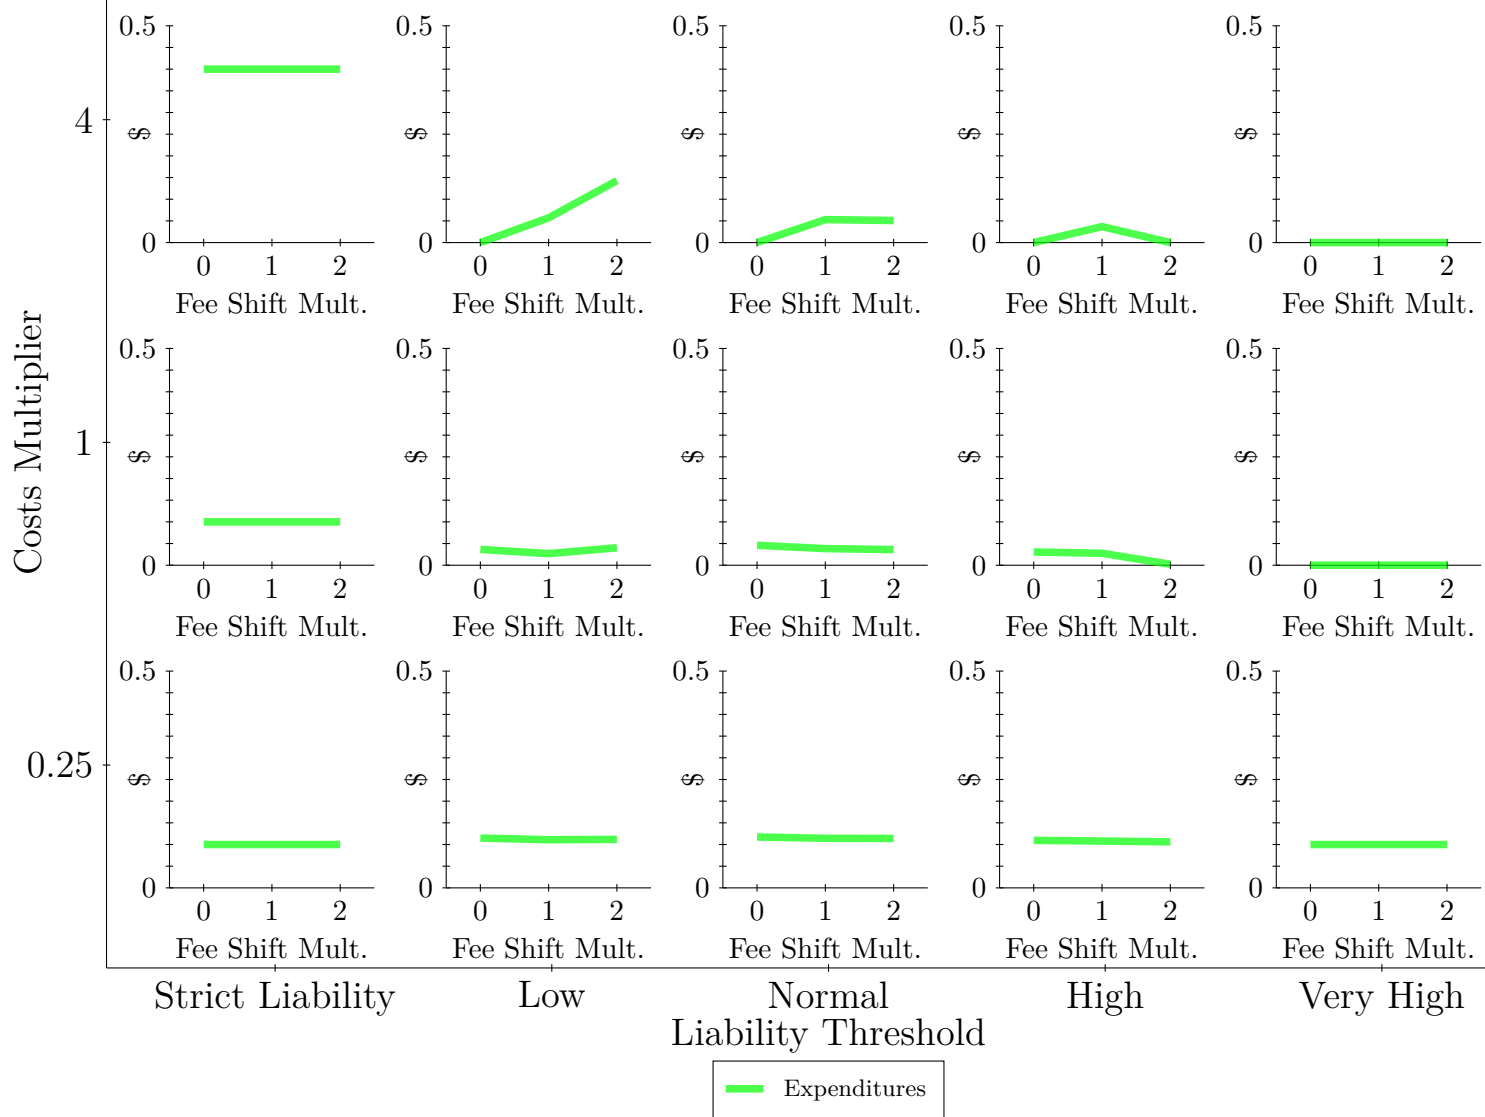 0.5 0.5 0.5 0.5 0.5
4
$ $ $ $ $
0 0 0 0 0
0 1 2 0 1 2 0 1 2 0 1 2 0 1 2
Fee Shift Mult. Fee Shift Mult. Fee Shift Mult. Fee Shift Mult. Fee Shift Mult.
Costs Multiplier
0.5 0.5 0.5 0.5 0.5
1
$ $ $ $ $
0 0 0 0 0
0 1 2 0 1 2 0 1 2 0 1 2 0 1 2
Fee Shift Mult. Fee Shift Mult. Fee Shift Mult. Fee Shift Mult. Fee Shift Mult.
0.5 0.5 0.5 0.5 0.5
0.25
$ $ $ $ $
0 0 0 0 0
0 1 2 0 1 2 0 1 2 0 1 2 0 1 2
Fee Shift Mult. Fee Shift Mult. Fee Shift Mult. Fee Shift Mult. Fee Shift Mult.
Strict Liability Low Normal High Very High
Liability Threshold
Expenditures